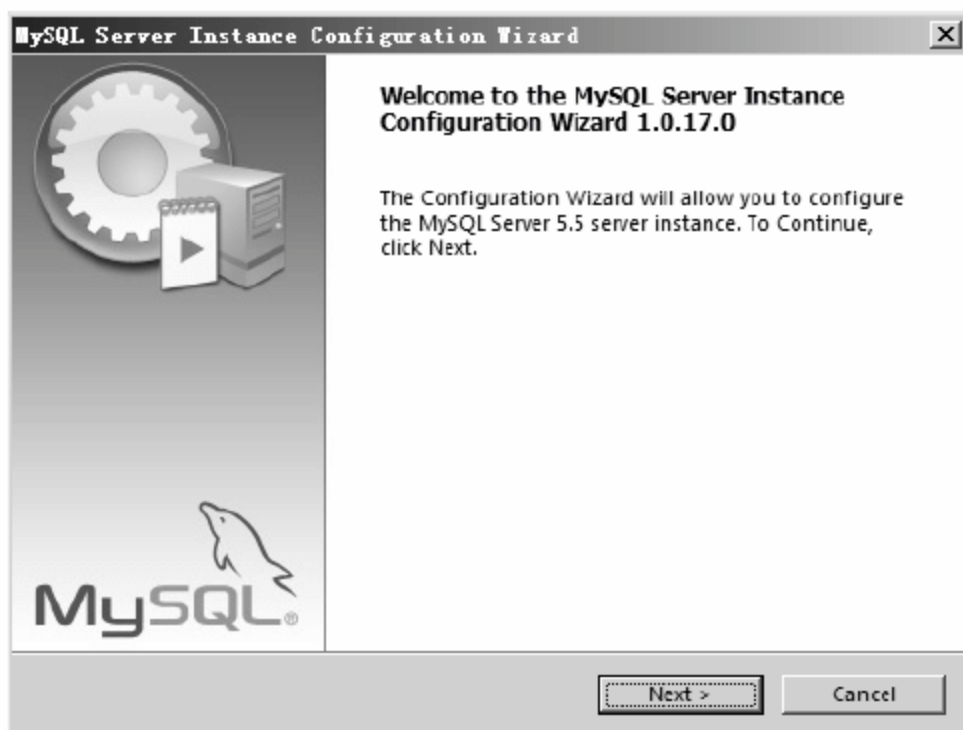 MySQL Server Instance Configuration Wizard
Welcome to the MySQL Server Instance
Configuration Wizard 1.0.17.0
The Configuration Wizard will allow you to configure
the MySQL Server 5.5 server instance. To Continue,
click Next.
MySQL®
Next >
Cancel